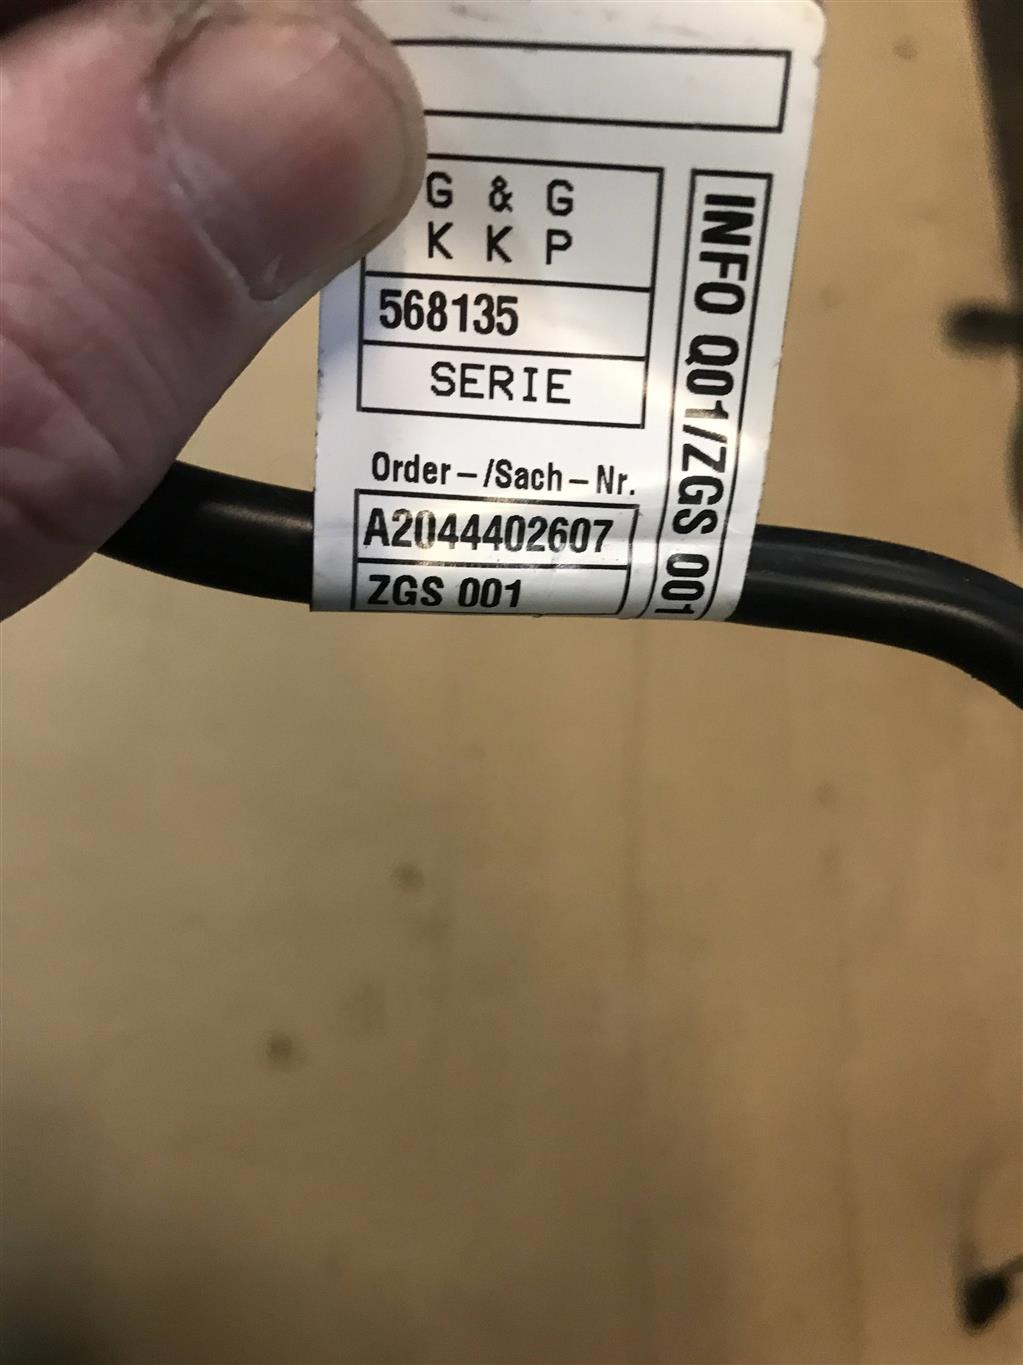 G & G
K K P
568135
SERIE
Order-/Sach-Nr.
A2044402607
ZGS 001
INFO Q01/ZGS 001